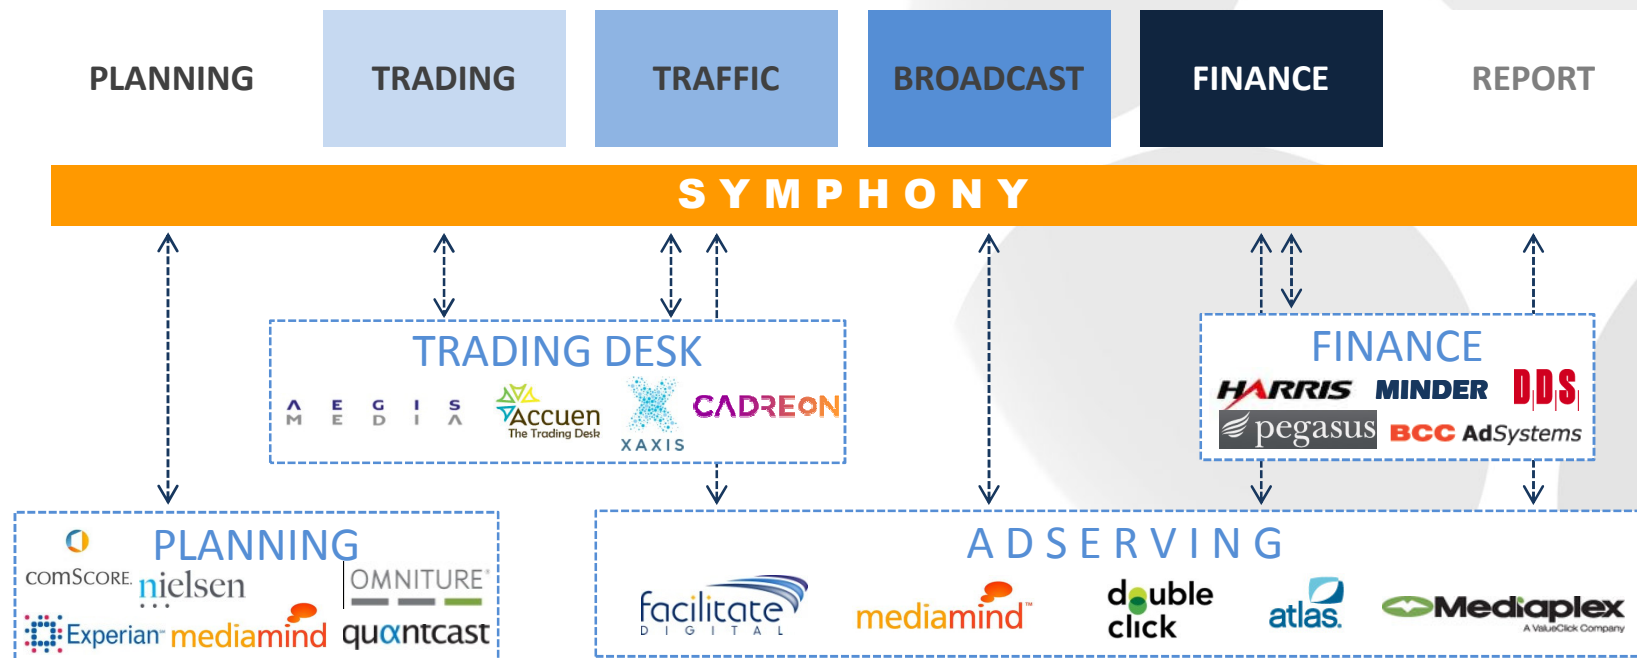 PLANNING
TRADING
TRAFFIC
BROADCAST
FINANCE
REPORT
SYMPHONY
TRADING DESK
AEGIS
MEDIA
Accuen
The Trading Desk
XAXIS
CADREON
FINANCE
HARRIS
MINDER
DDS
pegasus
BCC AdSystems
PLANNING
comSCORE.
nielsen
OMNITURE®
Experian™
mediamind
quantcast
ADSERVING
facilitate
DIGITAL
mediamind™
double
click
atlas.
Mediaplex
A ValueClick Company